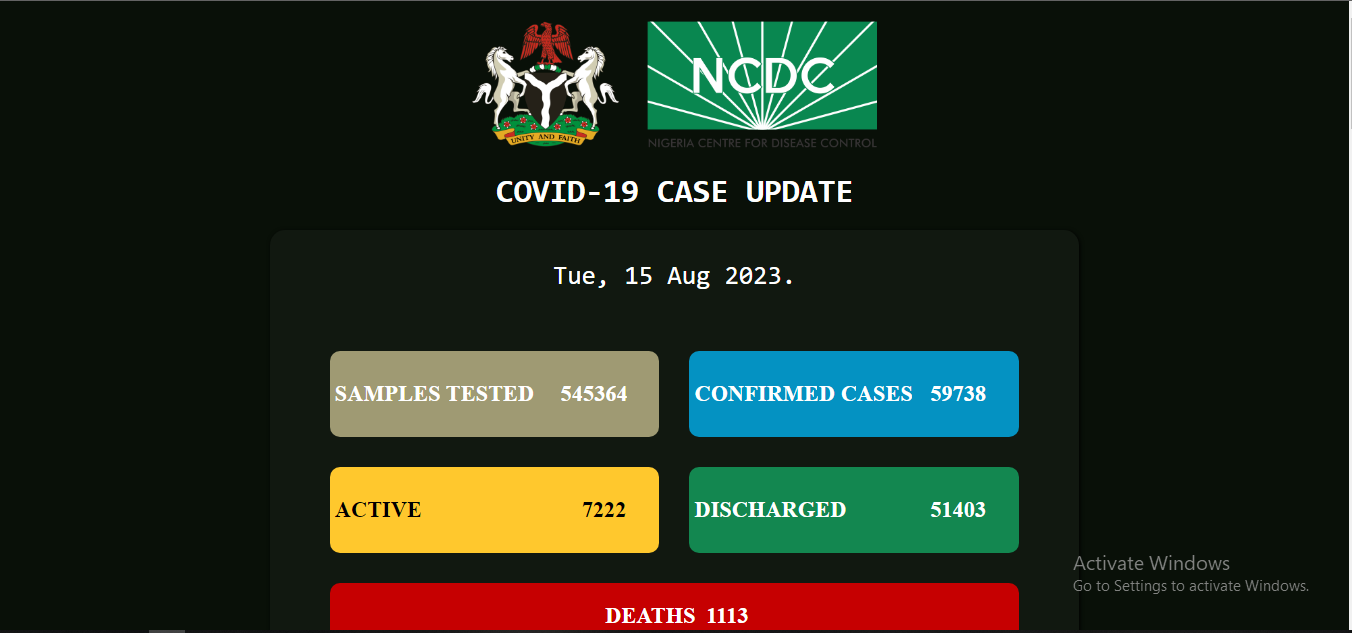 NCDC
UNITY AND FAITH
NIGERIA CENTRE FOR DISEASE CONTROL
COVID-19 CASE UPDATE
Tue, 15 Aug 2023.
SAMPLES TESTED 545364
CONFIRMED CASES 59738
ACTIVE 7222
DISCHARGED 51403
Activate Windows
Go to Settings to activate Windows.
DEATHS 1113